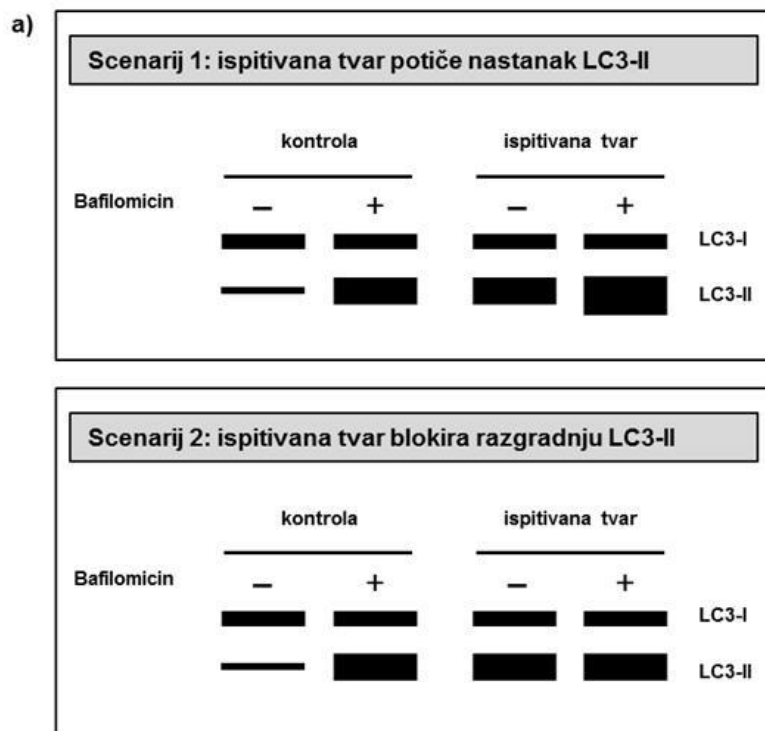 a)
Scenarij 1: ispitivana tvar potiče nastanak LC3-II
kontrola ispitivana tvar
Bafilomicin – + – +
LC3-I
LC3-II
Scenarij 2: ispitivana tvar blokira razgradnju LC3-II
kontrola ispitivana tvar
Bafilomicin – + – +
LC3-I
LC3-II